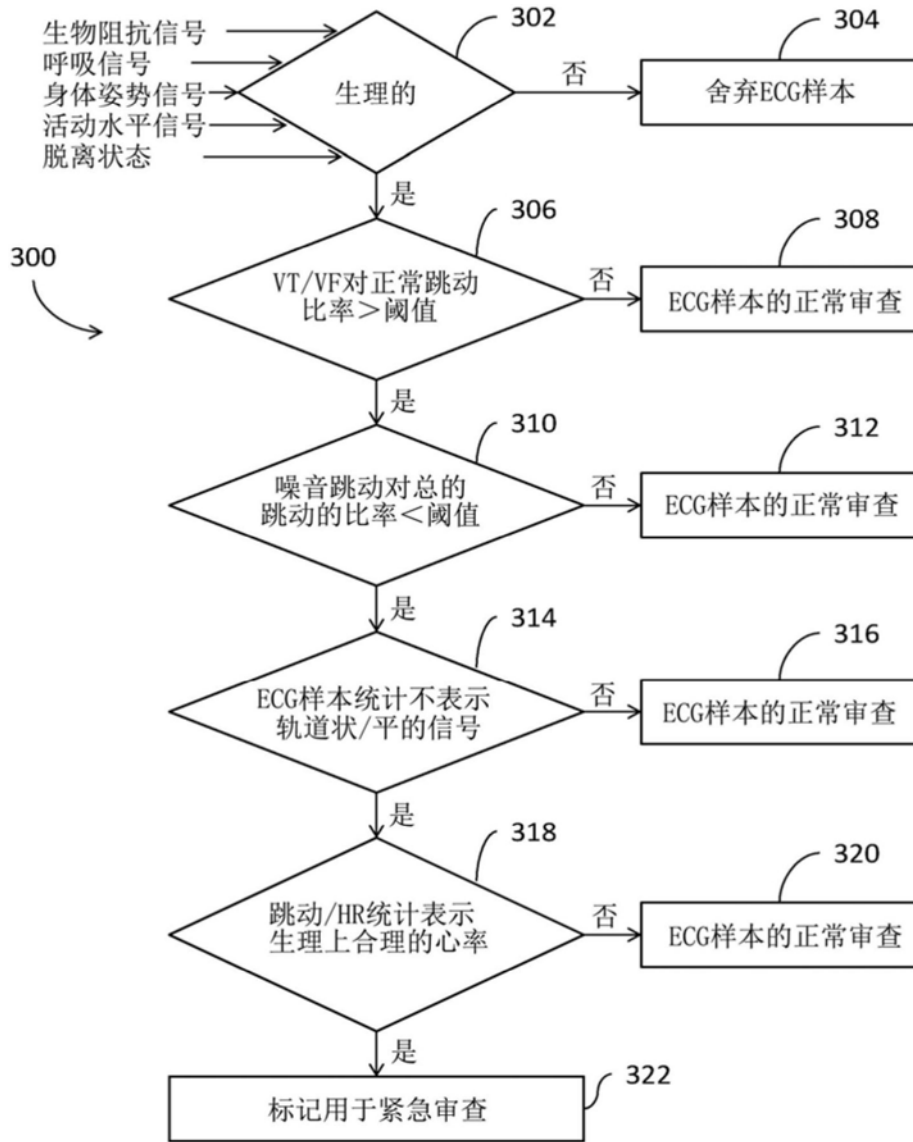 生物阻抗信号
呼吸信号
身体姿势信号
活动水平信号
脱离状态
生理的
302
否
304
舍弃ECG样本
是
300
306
VT/VF对正常跳动
比率＞阈值
否
308
ECG样本的正常审查
是
310
噪音跳动对总的
跳动的比率＜阈值
否
312
ECG样本的正常审查
是
314
ECG样本统计不表示
轨道状/平的信号
否
316
ECG样本的正常审查
是
318
跳动/HR统计表示
生理上合理的心率
否
320
ECG样本的正常审查
是
322
标记用于紧急审查